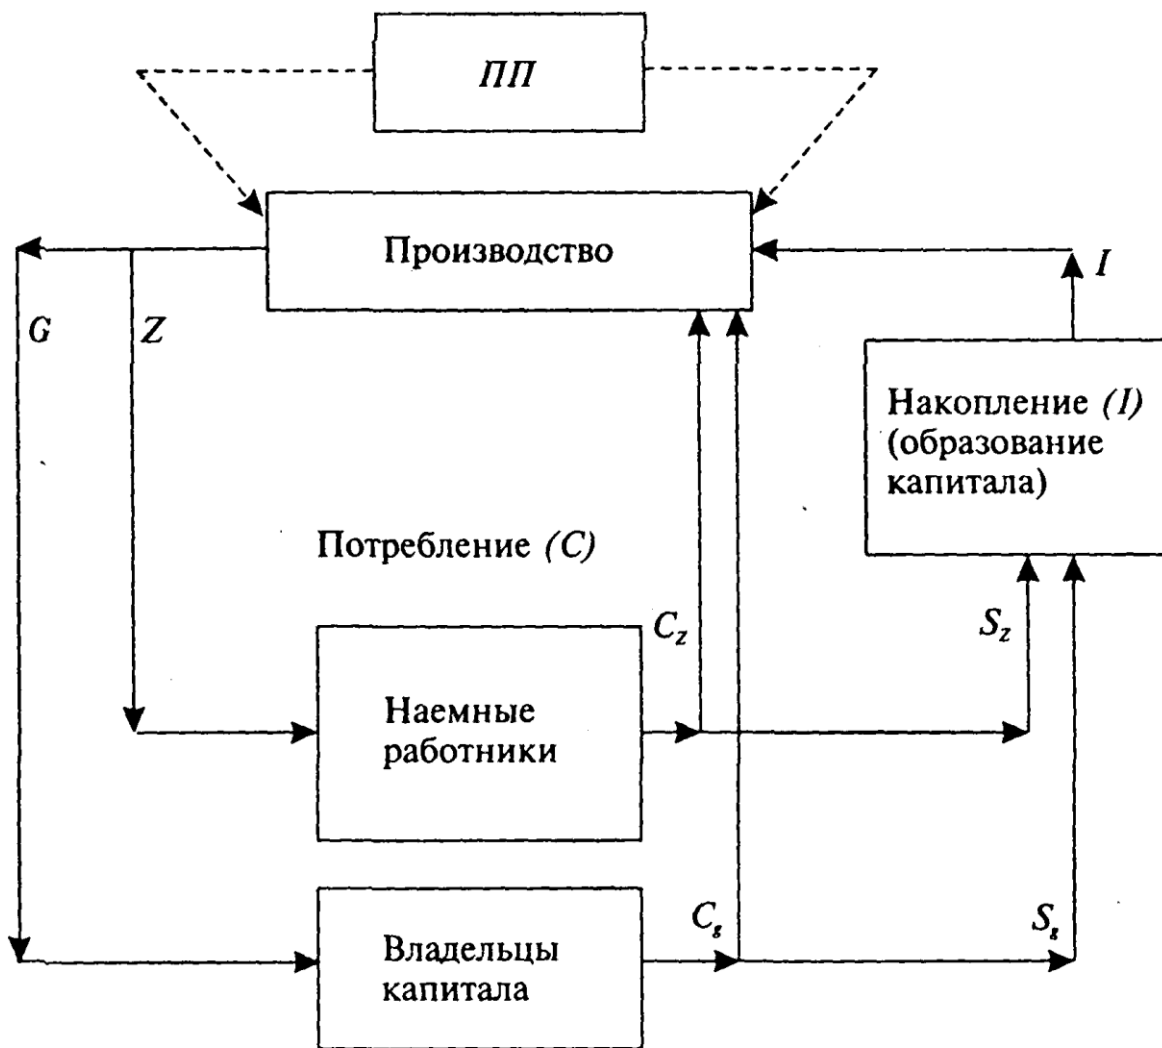 ПП
Производство
I
G
Z
Накопление (I)
(образование
капитала)
Потребление (C)
C_Z
S_Z
Наемные
работники
C_g
S_g
Владельцы
капитала